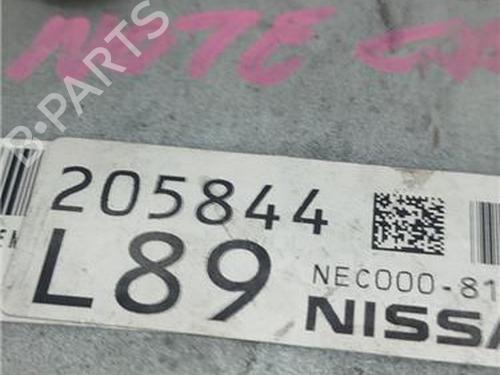 NOTE
B-PARTS
205844
L89
NEC000-81
NISSA